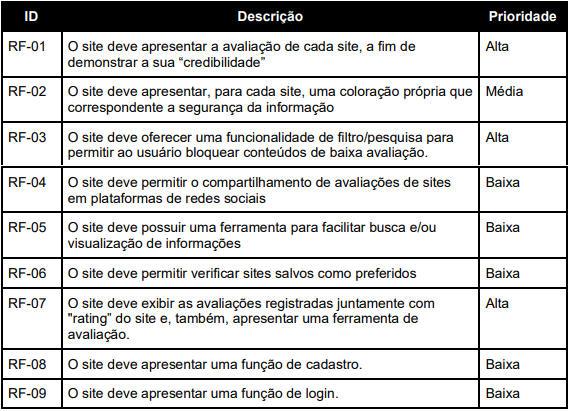 ID Descrição Prioridade
RF-01 O site deve apresentar a avaliação de cada site, a fim de Alta
demonstrar a sua “credibilidade”
RF-02 O site deve apresentar, para cada site, uma coloração própria que Média
correspondente a segurança da informação
RF-03 O site deve oferecer uma funcionalidade de filtro/pesquisa para Alta
permitir ao usuário bloquear conteúdos de baixa avaliação.
RF-04 O site deve permitir o compartilhamento de avaliações de sites Baixa
em plataformas de redes sociais
RF-05 O site deve possuir uma ferramenta para facilitar busca e/ou Baixa
visualização de informações
RF-06 O site deve permitir verificar sites salvos como preferidos Baixa
RF-07 O site deve exibir as avaliações registradas juntamente com Alta
"rating” do site e, também, apresentar uma ferramenta de
avaliação.
RF-08 O site deve apresentar uma função de cadastro. Baixa
RF-09 O site deve apresentar uma função de login. Baixa